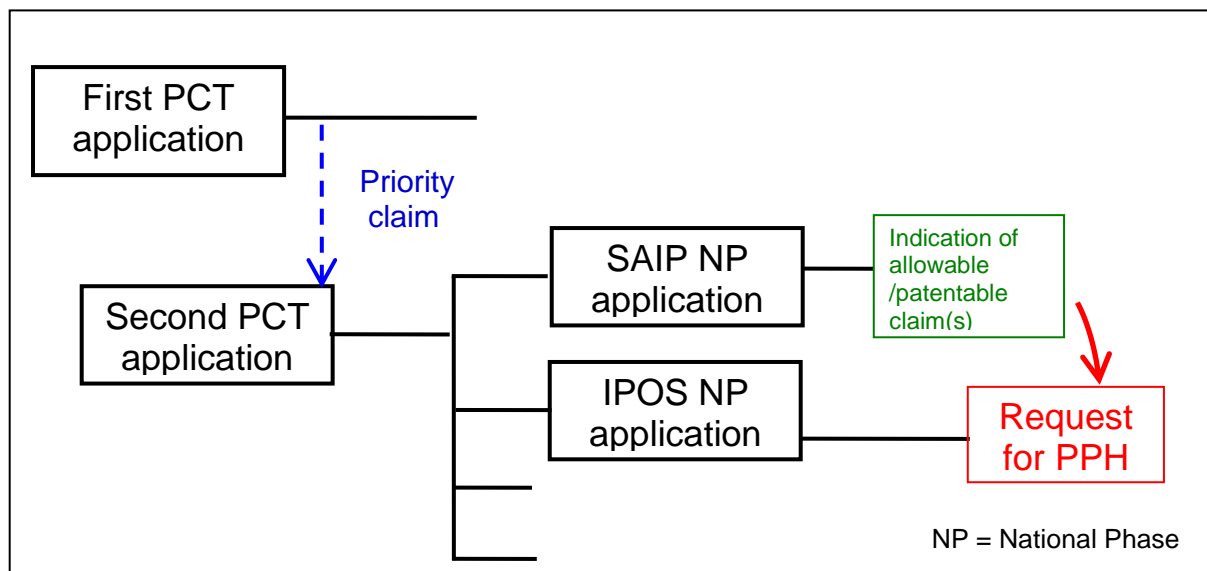 First PCT
application
Priority
claim
Second PCT
application
SAIP NP
application
Indication of
allowable
/patentable
claim(s)
IPOS NP
application
Request
for PPH
NP = National Phase